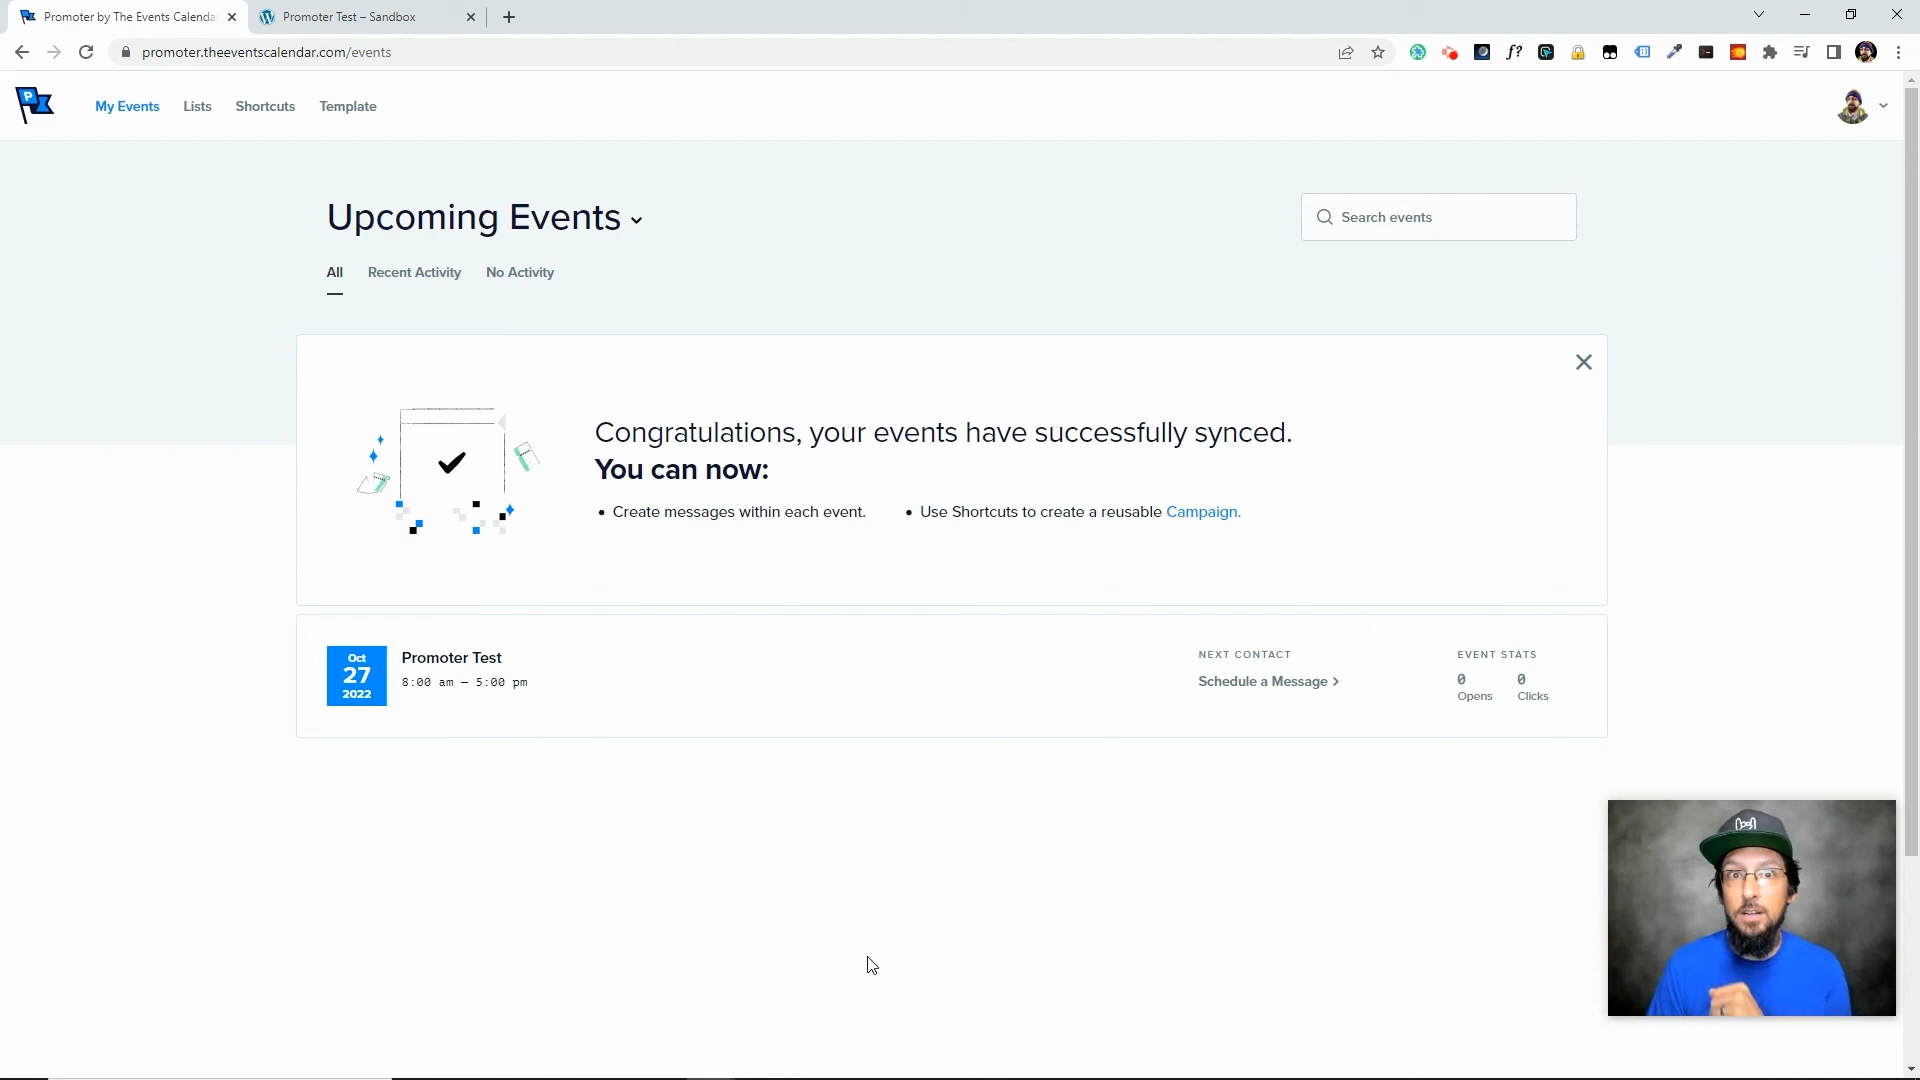 Promoter by The Events Calenda
Promoter Test – Sandbox
promoter.theeventscalendar.com/events
f?
P
My Events
Lists
Shortcuts
Template
Upcoming Events
Search events
All
Recent Activity
No Activity
Congratulations, your events have successfully synced.
You can now:
• Create messages within each event.
• Use Shortcuts to create a reusable Campaign.
Oct
27
2022
Promoter Test
8:00 am – 5:00 pm
NEXT CONTACT
Schedule a Message
EVENT STATS
0
Opens
0
Clicks